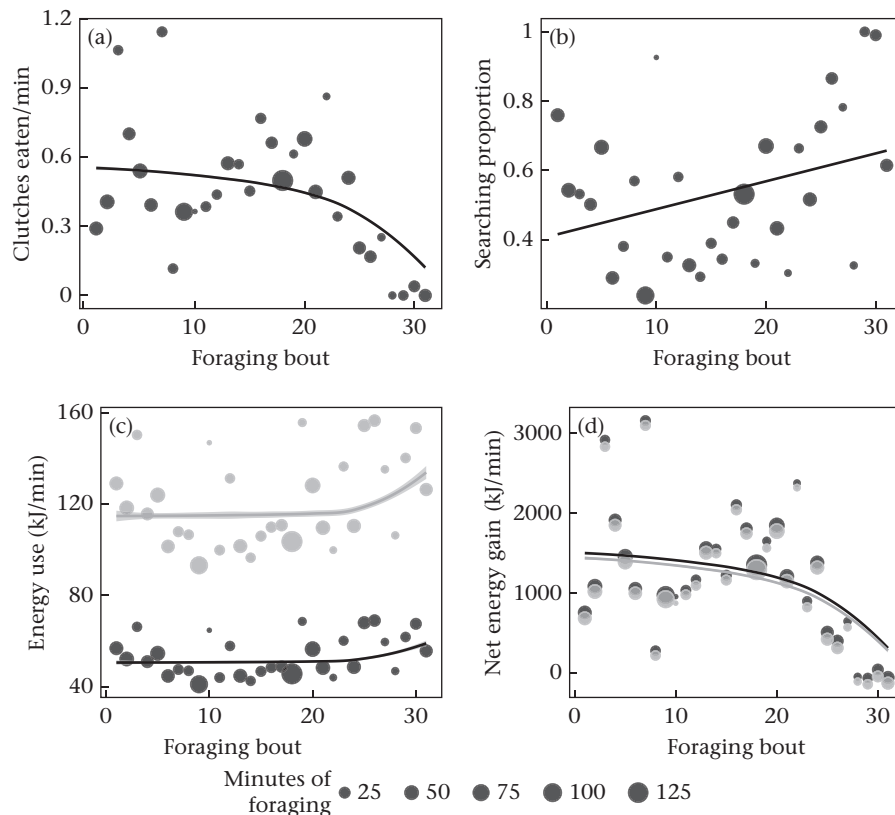 (a)
Clutches eaten/min
1.2
0.9
0.6
0.3
0
0 10 20 30
Foraging bout
(b)
Searching proportion
1
0.8
0.6
0.4
0 10 20 30
Foraging bout
(c)
Energy use (kJ/min)
160
120
80
40
0 10 20 30
Foraging bout
(d)
Net energy gain (kJ/min)
3000
2000
1000
0
0 10 20 30
Foraging bout
Minutes of
foraging
25 50 75 100 125